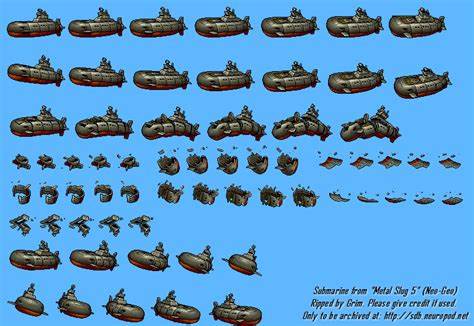 Submarine from "Metal Slug 5" (Neo-Geo)
Ripped by Grim. Please give credit if used.
Only to be archived at: http://sdb.neuropod.net